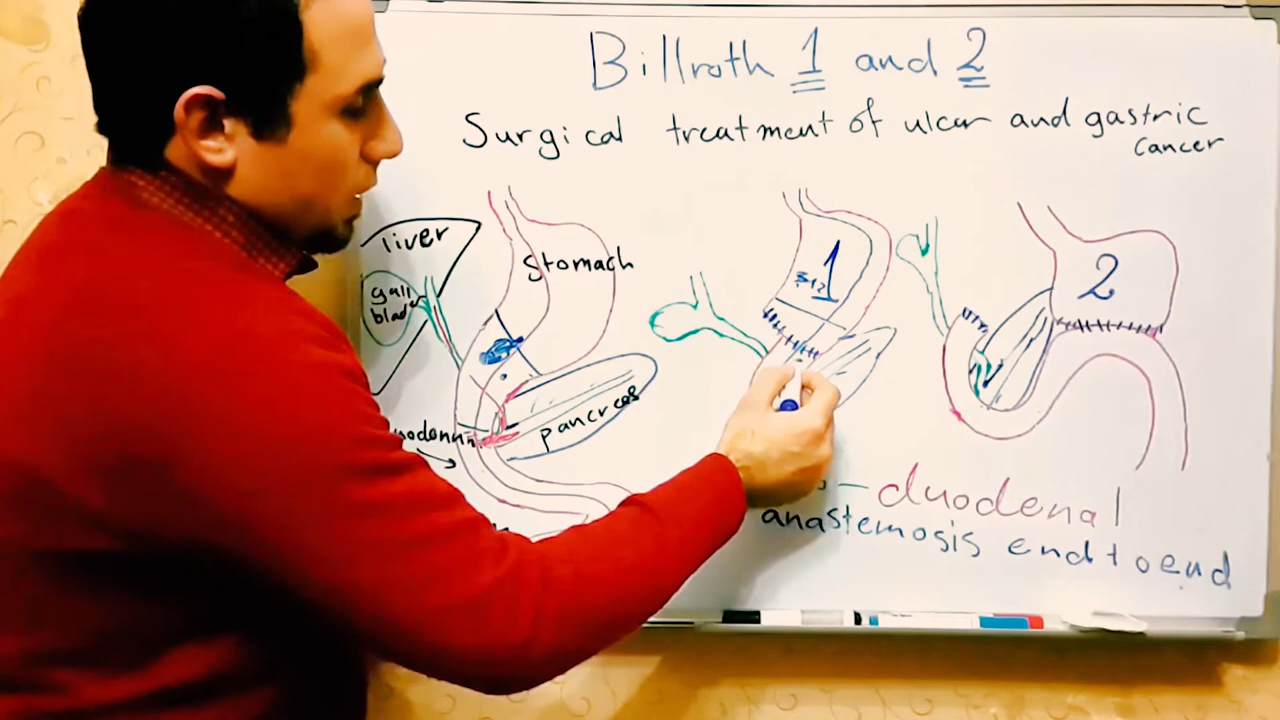 Billroth 1 and 2
Surgical treatment of ulcer and gastric
cancer
liver
gall
blad
stomach
pancreas
1
2
- duodenal
anastemosis end to end